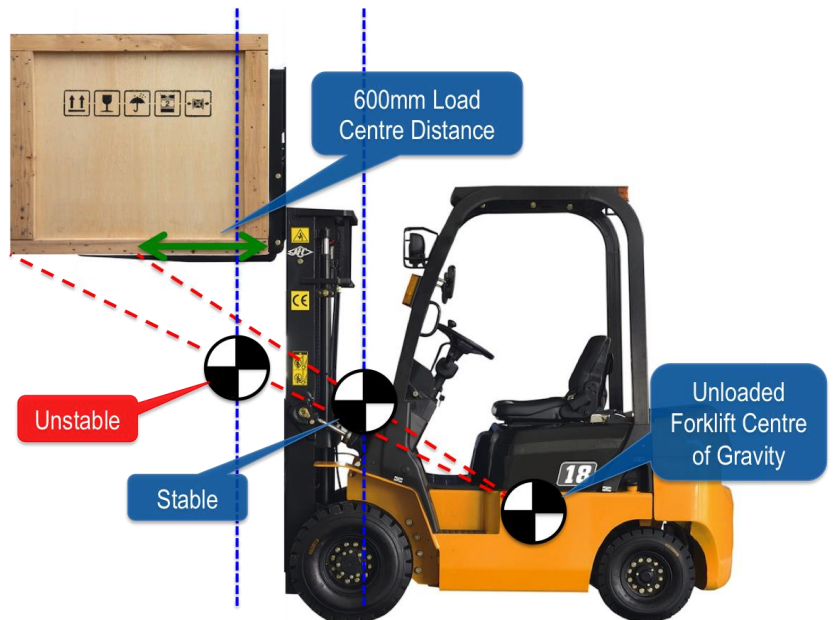 600mm Load
Centre Distance
CE
Unstable
Stable
Unloaded
Forklift Centre
of Gravity
18